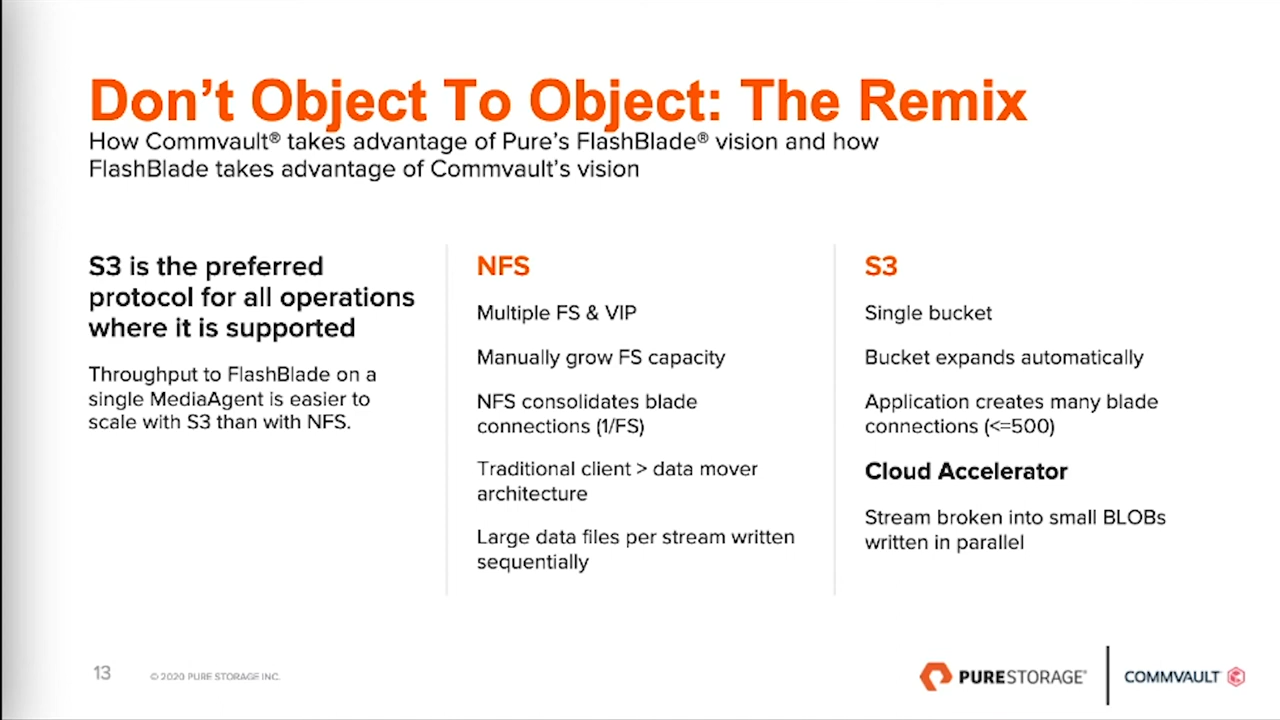 Don’t Object To Object: The Remix
How Commvault® takes advantage of Pure’s FlashBlade® vision and how
FlashBlade takes advantage of Commvault’s vision
S3 is the preferred
protocol for all operations
where it is supported
Throughput to FlashBlade on a
single MediaAgent is easier to
scale with S3 than with NFS.
NFS
Multiple FS & VIP
Manually grow FS capacity
NFS consolidates blade
connections (1/FS)
Traditional client > data mover
architecture
Large data files per stream written
sequentially
S3
Single bucket
Bucket expands automatically
Application creates many blade
connections (<=500)
Cloud Accelerator
Stream broken into small BLOBs
written in parallel
13
© 2020 PURE STORAGE INC.
PURESTORAGE®
COMMVAULT